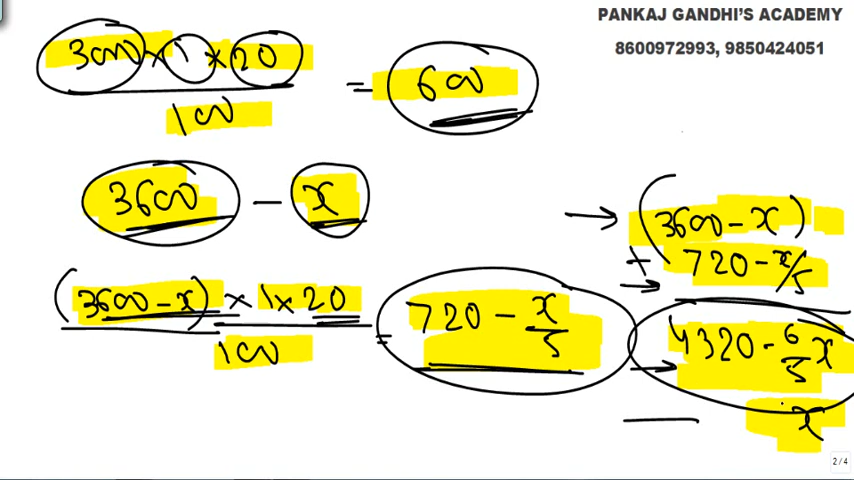 PANKAJ GANDHI'S ACADEMY
8600972993, 9850424051
3000 × 1 × 20
100
= 600
3600 - x
(3600 - x) × 1 × 20
100
= 720 - x/5
→ (3600 - x)
+ 720 - x/5
→
→ 4320 - 6/5 x
- x
2/4